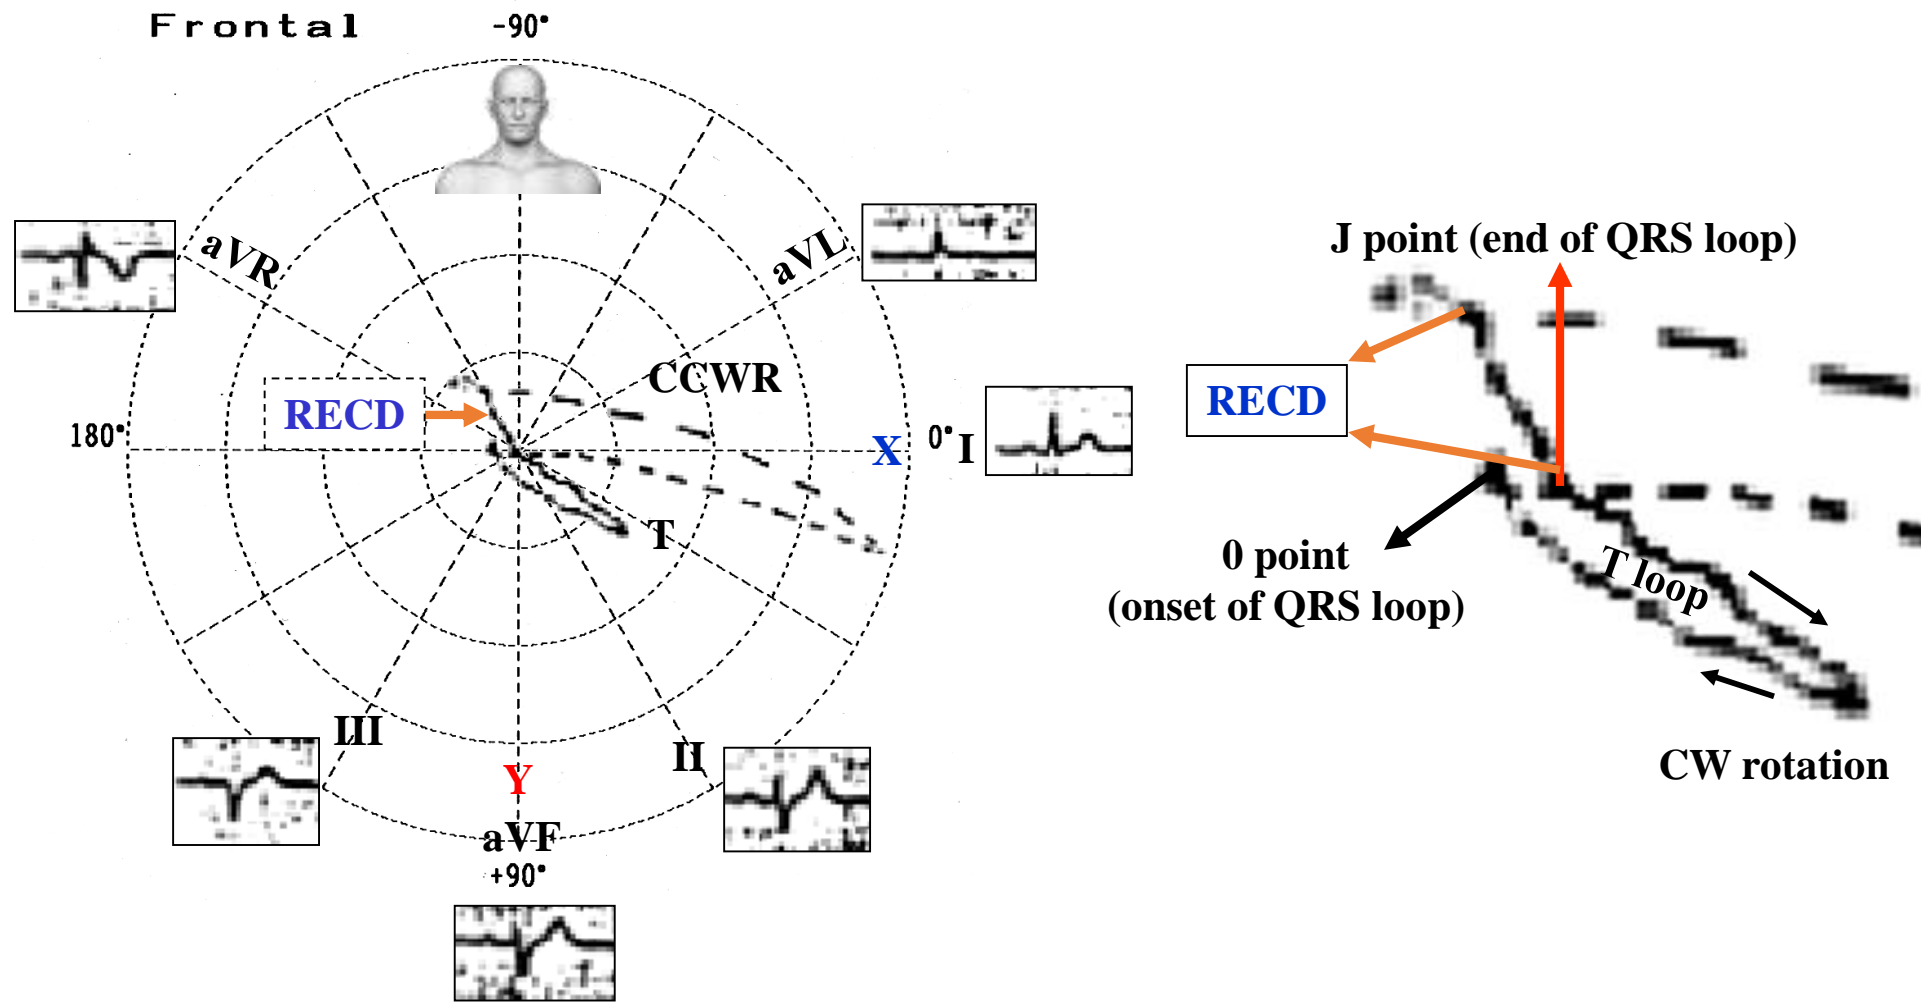 Frontal
-90°
aVR
aVL
CCWR
RECD
180°
X
0°
I
T
III
II
Y
aVF
+90°
J point (end of QRS loop)
RECD
0 point
(onset of QRS loop)
T loop
CW rotation